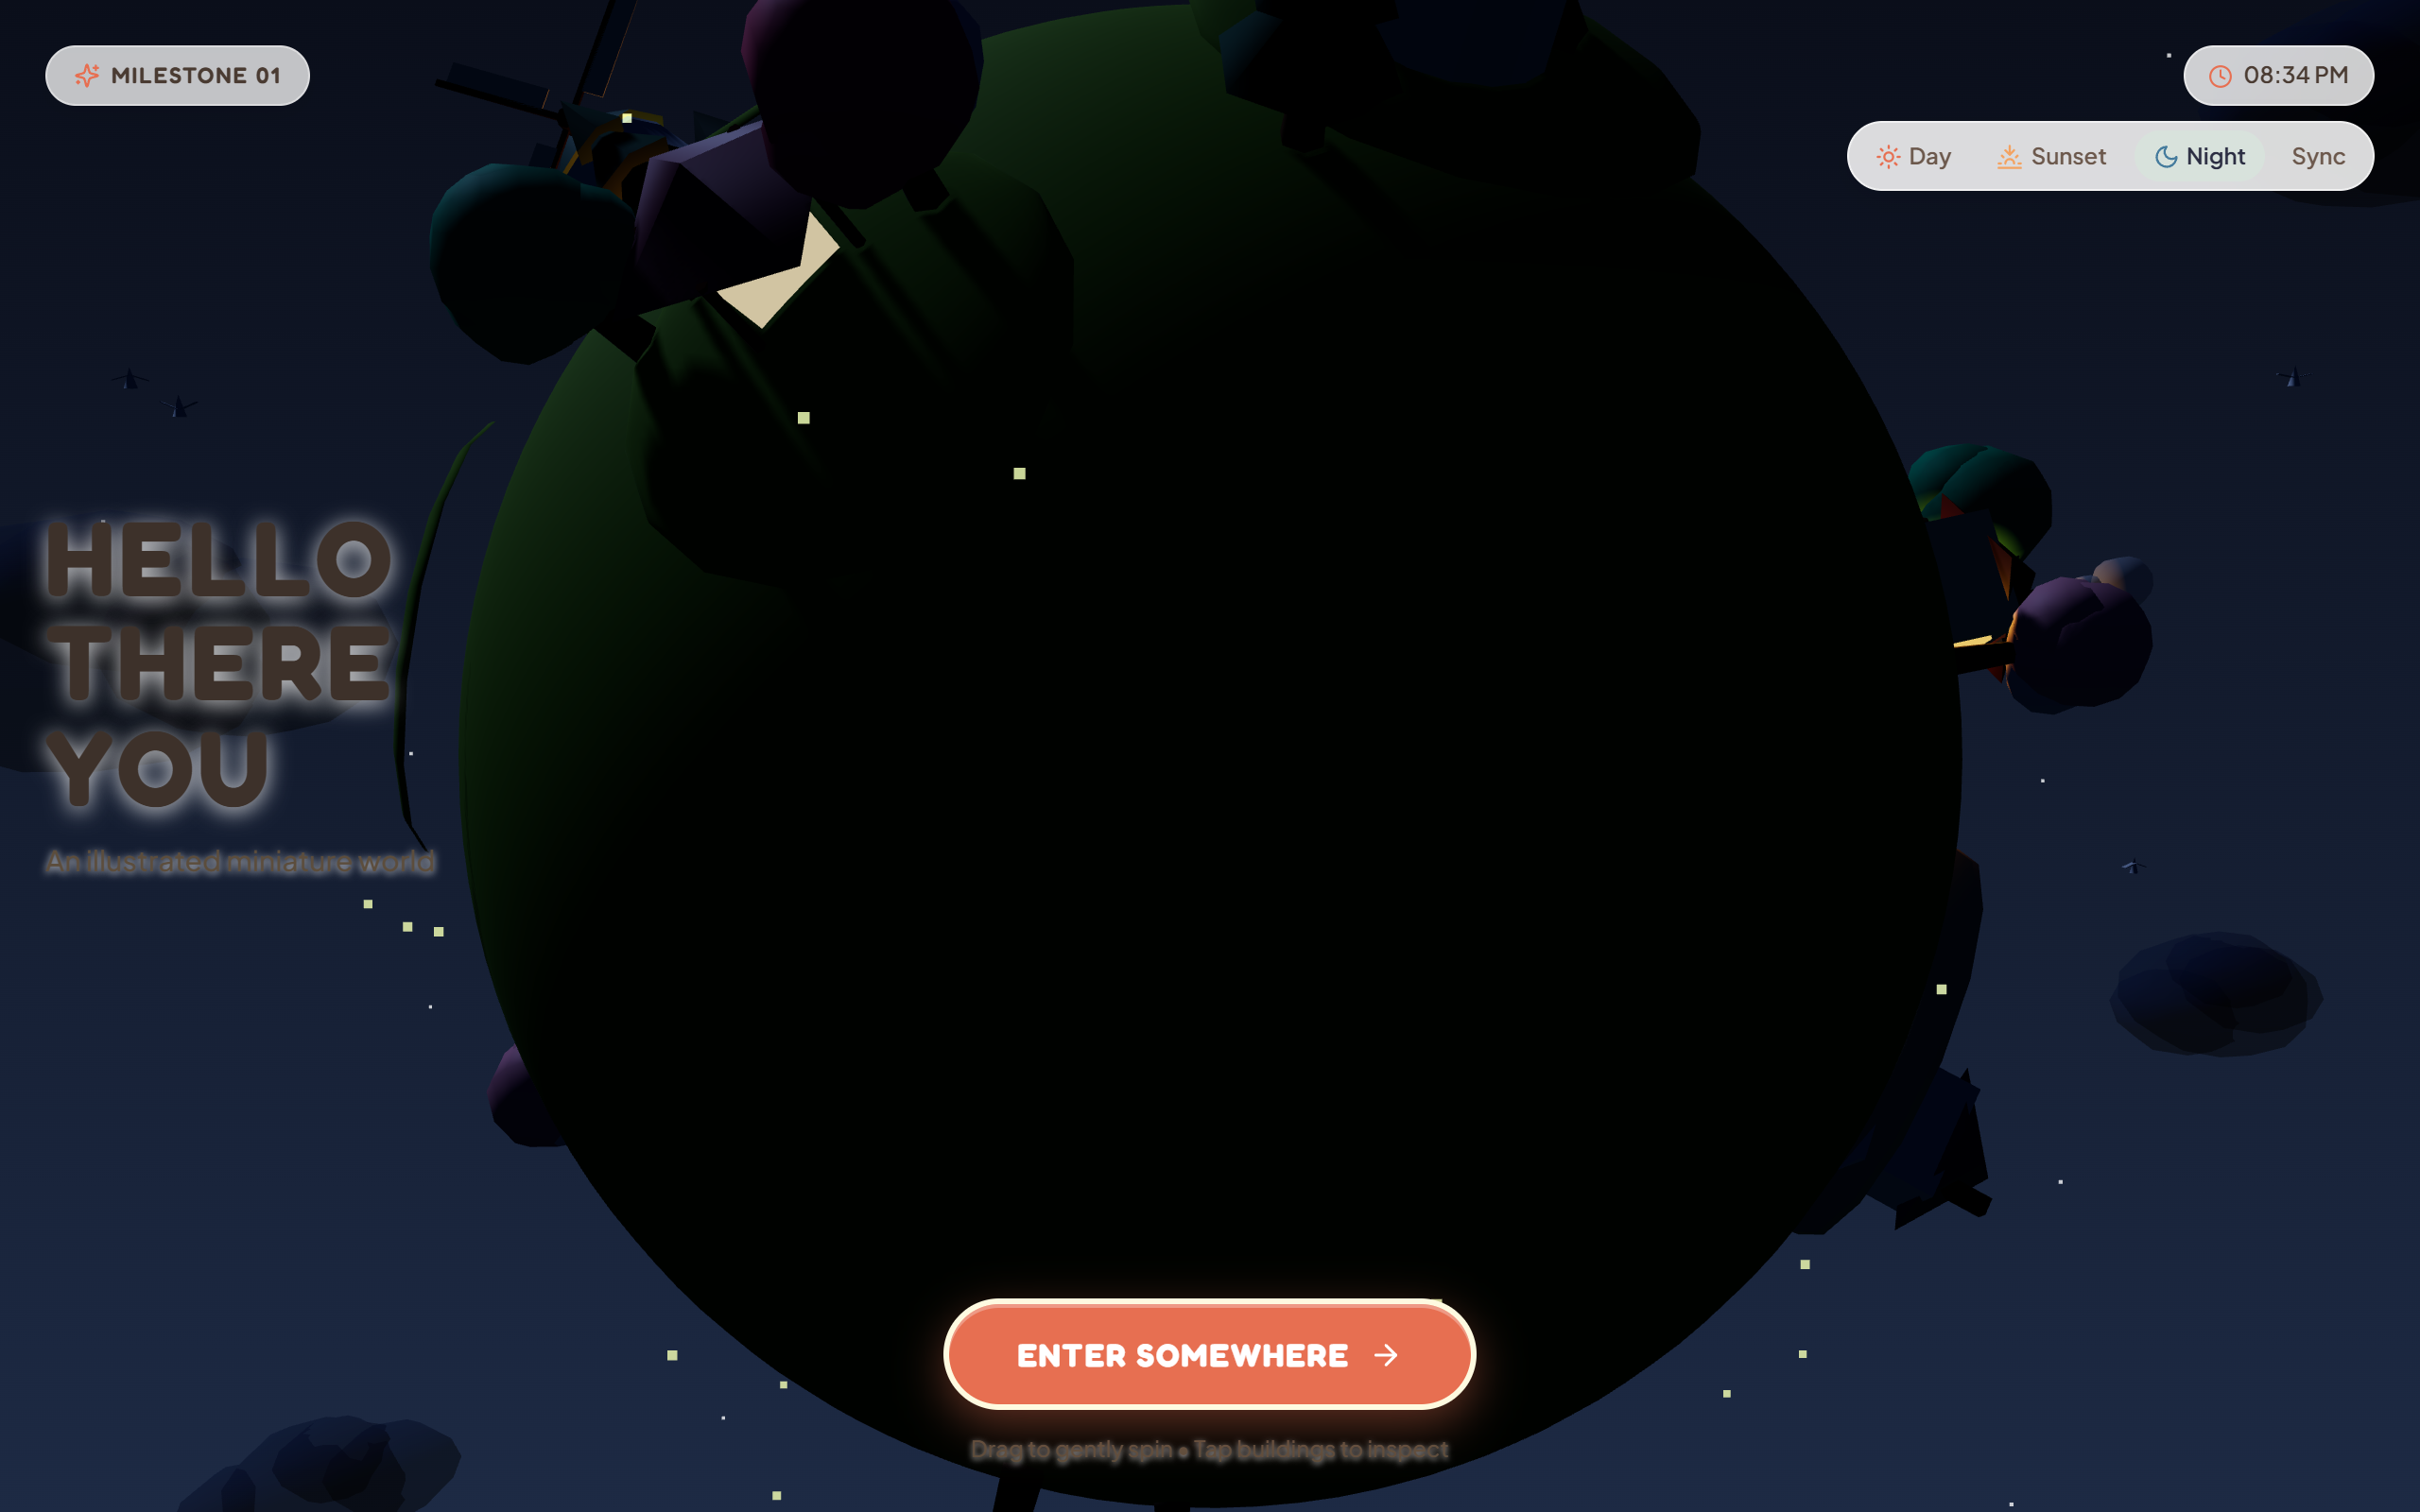 MILESTONE 01
08:34 PM
Day Sunset Night Sync
HELLO
THERE
YOU
An illustrated miniature world
ENTER SOMEWHERE
Drag to gently spin • Tap buildings to inspect